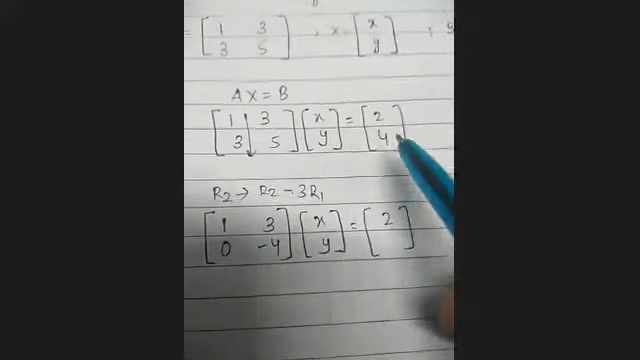 = [ 1 3 ; 3 5 ] , x = [ x ; y ] ,
AX = B
[ 1 3 ; 3 5 ] [ x ; y ] = [ 2 ; 4 ]
R2 → R2 - 3R1
[ 1 3 ; 0 -4 ] [ x ; y ] = [ 2 ]